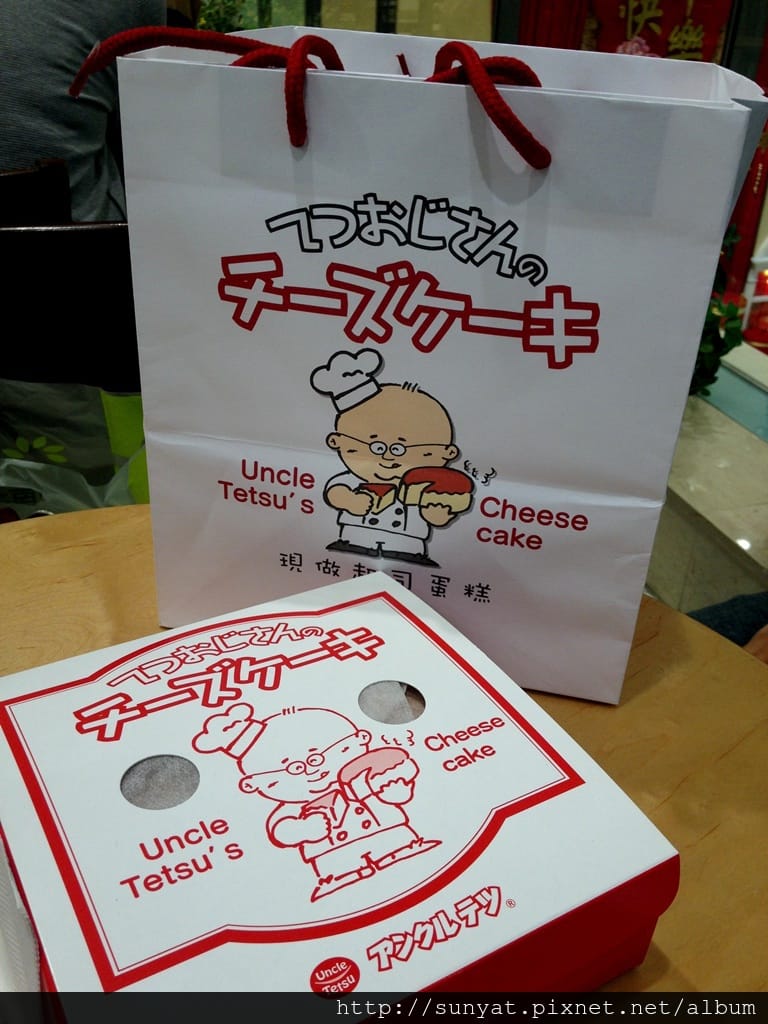 快樂
てつおじさんの
チーズケーキ
Uncle
Tetsu's
Cheese
cake
現做起司蛋糕
てつおじさんの
チーズケーキ
Uncle
Tetsu's
Cheese
cake
Uncle
Tetsu
アンクルテツ®
http://sunyat.pixnet.net/album